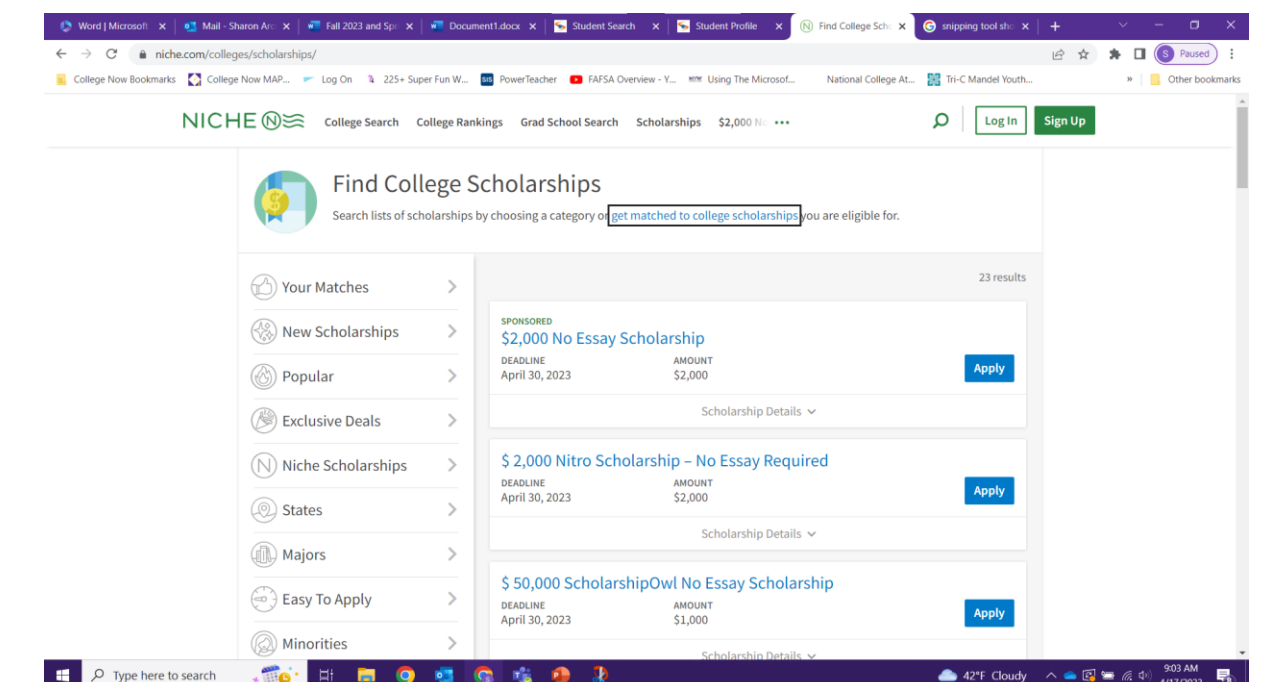 Word | Microsoft
Mail - Sharon Arc
Fall 2023 and Spr
Document1.docx
Student Search
Student Profile
Find College Scho
snipping tool sho
niche.com/colleges/scholarships/
S Paused
College Now Bookmarks
College Now MAP...
Log On
225+ Super Fun W...
SIS PowerTeacher
FAFSA Overview - Y...
Using The Microsof...
National College At...
Tri-C Mandel Youth...
»
Other bookmarks
NICHE N
College Search
College Rankings
Grad School Search
Scholarships
$2,000 No
Log In
Sign Up
Find College Scholarships
Search lists of scholarships by choosing a category or get matched to college scholarships you are eligible for.
Your Matches
New Scholarships
Popular
Exclusive Deals
Niche Scholarships
States
Majors
Easy To Apply
Minorities
23 results
SPONSORED
$2,000 No Essay Scholarship
DEADLINE AMOUNT
April 30, 2023 $2,000
Apply
Scholarship Details
$ 2,000 Nitro Scholarship – No Essay Required
DEADLINE AMOUNT
April 30, 2023 $2,000
Apply
Scholarship Details
$ 50,000 ScholarshipOwl No Essay Scholarship
DEADLINE AMOUNT
April 30, 2023 $1,000
Apply
Scholarship Details
Type here to search
42°F Cloudy
9:03 AM
4/17/2023